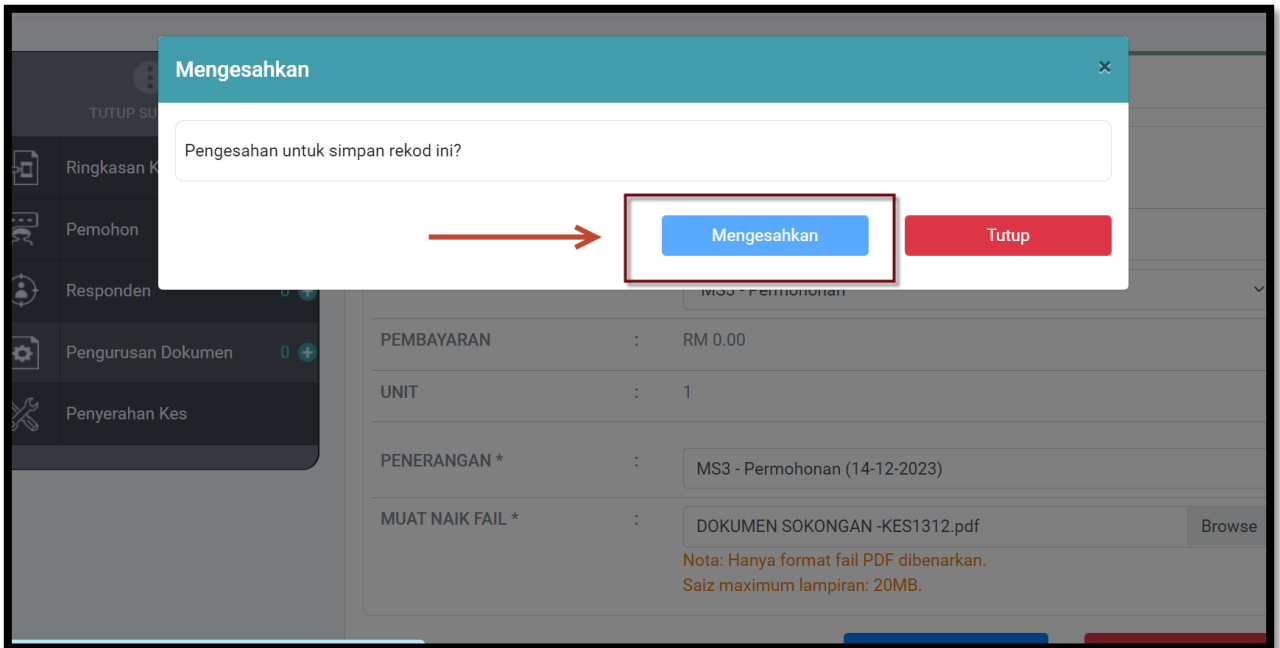 Mengesahkan
×
Pengesahan untuk simpan rekod ini?
Mengesahkan
Tutup
TUTUP SU
Ringkasan K
Pemohon
Responden 0 +
Pengurusan Dokumen 0 +
Penyerahan Kes
MS3 - Permohonan
PEMBAYARAN : RM 0.00
UNIT : 1
PENERANGAN * : MS3 - Permohonan (14-12-2023)
MUAT NAIK FAIL * : DOKUMEN SOKONGAN -KES1312.pdf Browse
Nota: Hanya format fail PDF dibenarkan.
Saiz maximum lampiran: 20MB.